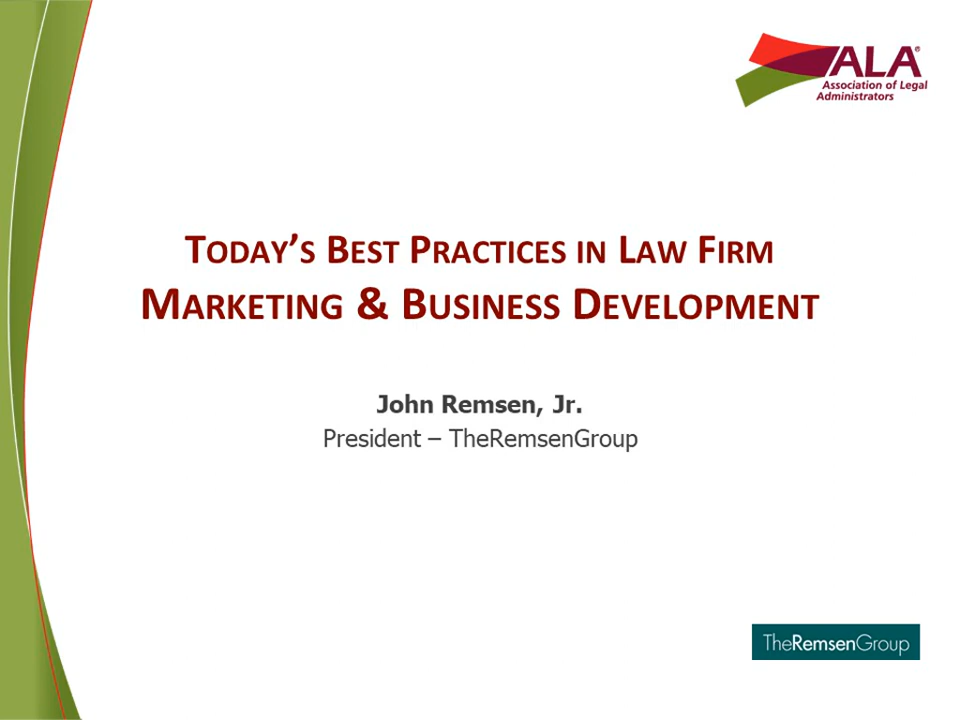 ALA®
Association of Legal
Administrators
Today's Best Practices in Law Firm
Marketing & Business Development
John Remsen, Jr.
President – TheRemsenGroup
TheRemsenGroup